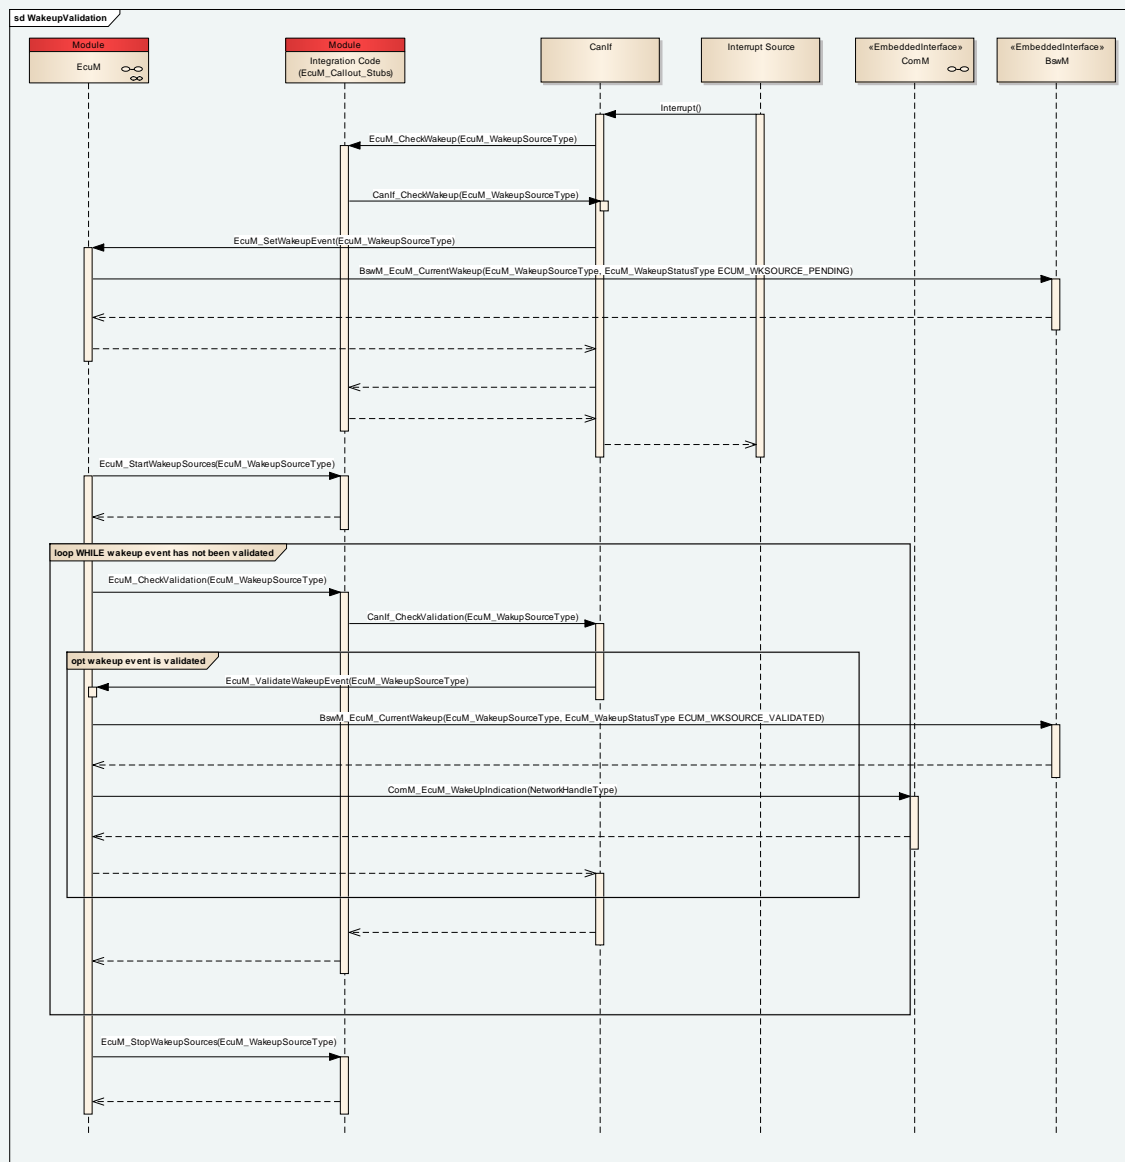 sd WakeupValidation
Module
EcuM
Module
Integration Code
(EcuM_Callout_Stubs)
CanIf
Interrupt Source
«EmbeddedInterface»
ComM
«EmbeddedInterface»
BswM
Interrupt()
EcuM_CheckWakeup(EcuM_WakeupSourceType)
CanIf_CheckWakeup(EcuM_WakeupSourceType)
EcuM_SetWakeupEvent(EcuM_WakeupSourceType)
BswM_EcuM_CurrentWakeup(EcuM_WakeupSourceType, EcuM_WakeupStatusType ECUM_WKSOURCE_PENDING)
EcuM_StartWakeupSources(EcuM_WakeupSourceType)
loop WHILE wakeup event has not been validated
EcuM_CheckValidation(EcuM_WakeupSourceType)
CanIf_CheckValidation(EcuM_WakupSourceType)
opt wakeup event is validated
EcuM_ValidateWakeupEvent(EcuM_WakeupSourceType)
BswM_EcuM_CurrentWakeup(EcuM_WakeupSourceType, EcuM_WakeupStatusType ECUM_WKSOURCE_VALIDATED)
ComM_EcuM_WakeUpIndication(NetworkHandleType)
EcuM_StopWakeupSources(EcuM_WakeupSourceType)